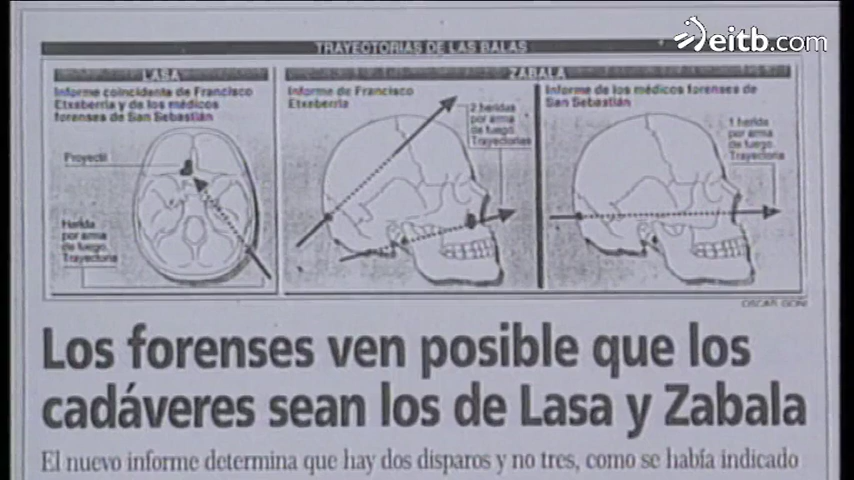 eitb.com
TRAYECTORIAS DE LAS BALAS
LASA
Informe coincidente de Francisco
Etxeberria y de los médicos
forenses de San Sebastián
Proyectil
Herida
por arma
de fuego.
Trayectoria
ZABALA
Informe de Francisco
Etxeberria
2 heridas
por arma
de fuego.
Trayectorias
Informe de los médicos forenses de
San Sebastián
1 herida
por arma
de fuego.
Trayectoria
OSCAR GOÑI
Los forenses ven posible que los
cadáveres sean los de Lasa y Zabala
El nuevo informe determina que hay dos disparos y no tres, como se había indicado